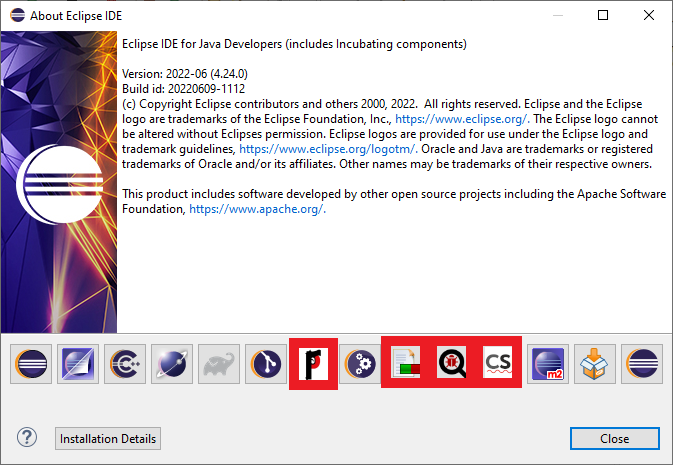 About Eclipse IDE
Eclipse IDE for Java Developers (includes Incubating components)
Version: 2022-06 (4.24.0)
Build id: 20220609-1112
(c) Copyright Eclipse contributors and others 2000, 2022.  All rights reserved. Eclipse and the Eclipse
logo are trademarks of the Eclipse Foundation, Inc., https://www.eclipse.org/. The Eclipse logo cannot
be altered without Eclipses permission. Eclipse logos are provided for use under the Eclipse logo and
trademark guidelines, https://www.eclipse.org/logotm/. Oracle and Java are trademarks or registered
trademarks of Oracle and/or its affiliates. Other names may be trademarks of their respective owners.
This product includes software developed by other open source projects including the Apache Software
Foundation, https://www.apache.org/.
C++
CS
m2
?
Installation Details
Close